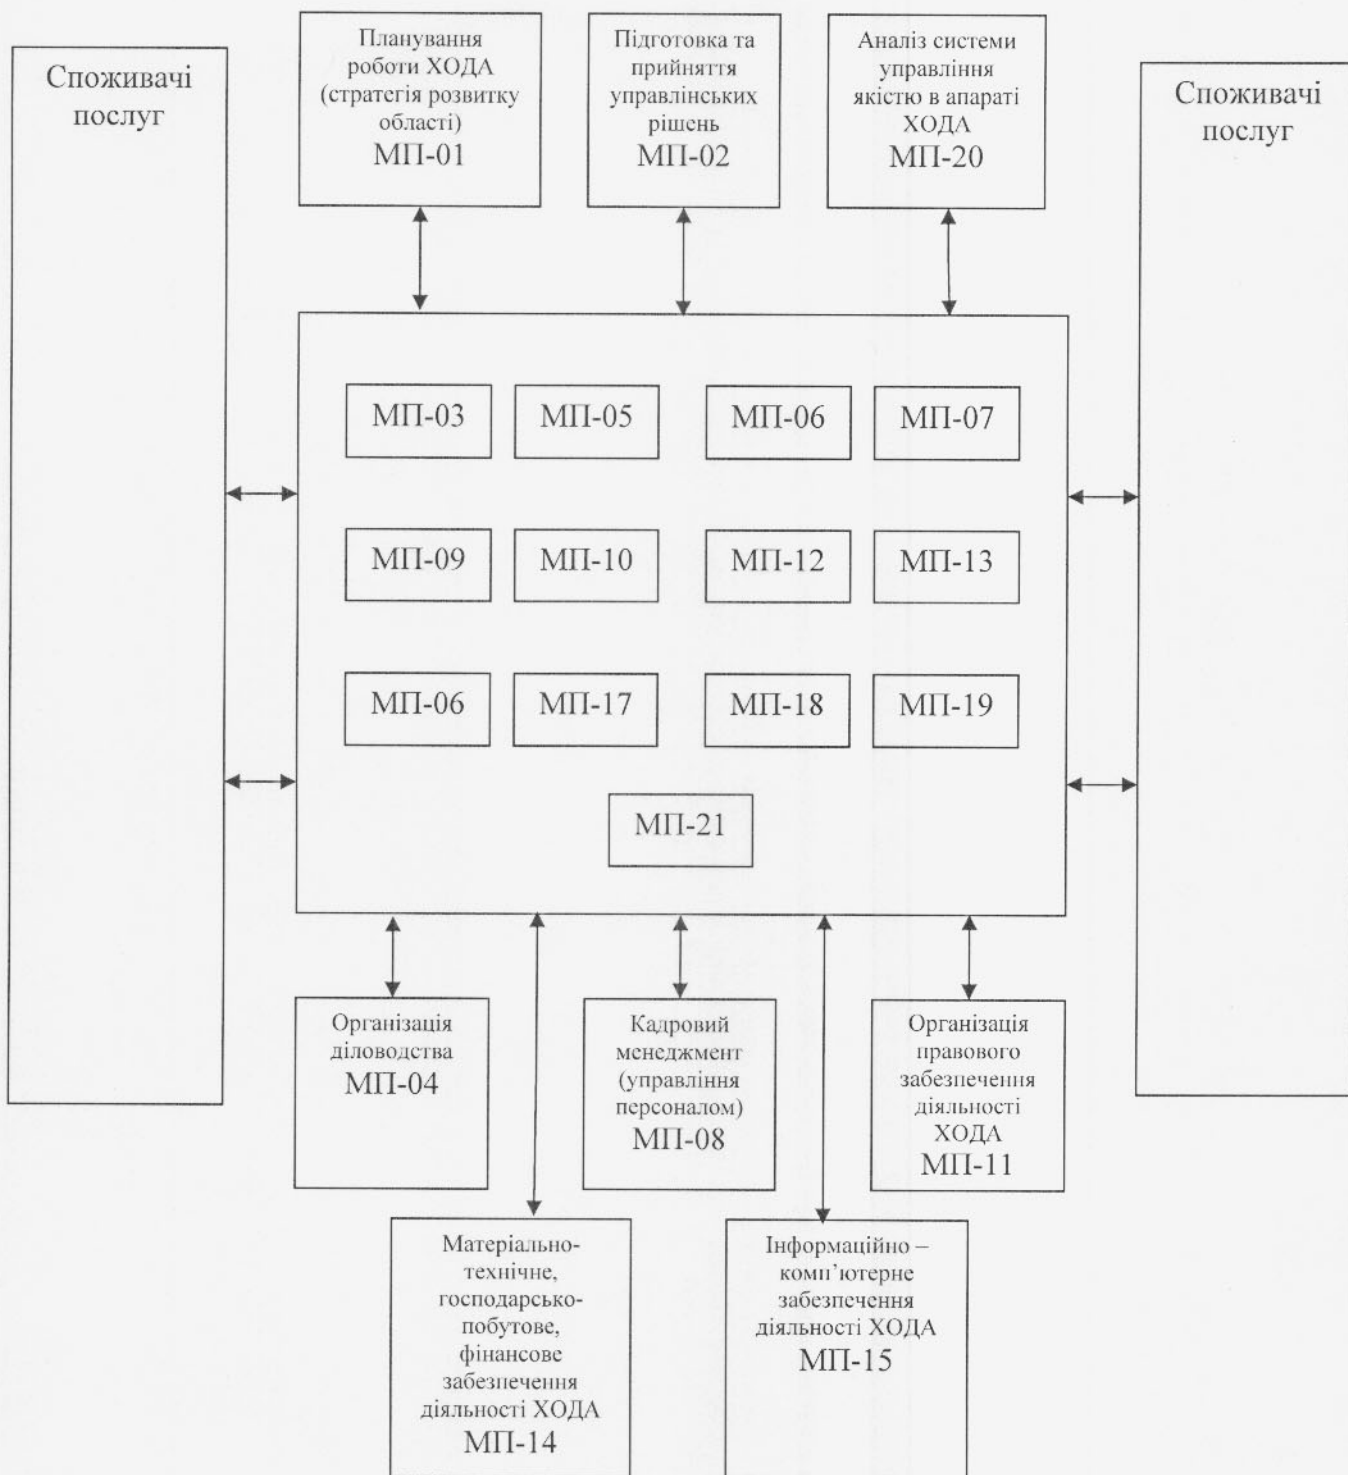 Споживачі
послуг
Планування
роботи ХОДА
(стратегія розвитку
області)
МП-01
Підготовка та
прийняття
управлінських
рішень
МП-02
Аналіз системи
управління
якістю в апараті
ХОДА
МП-20
Споживачі
послуг
МП-03
МП-05
МП-06
МП-07
МП-09
МП-10
МП-12
МП-13
МП-06
МП-17
МП-18
МП-19
МП-21
Організація
діловодства
МП-04
Кадровий
менеджмент
(управління
персоналом)
МП-08
Організація
правового
забезпечення
діяльності
ХОДА
МП-11
Матеріально-
технічне,
господарсько-
побутове,
фінансове
забезпечення
діяльності ХОДА
МП-14
Інформаційно –
комп’ютерне
забезпечення
діяльності ХОДА
МП-15